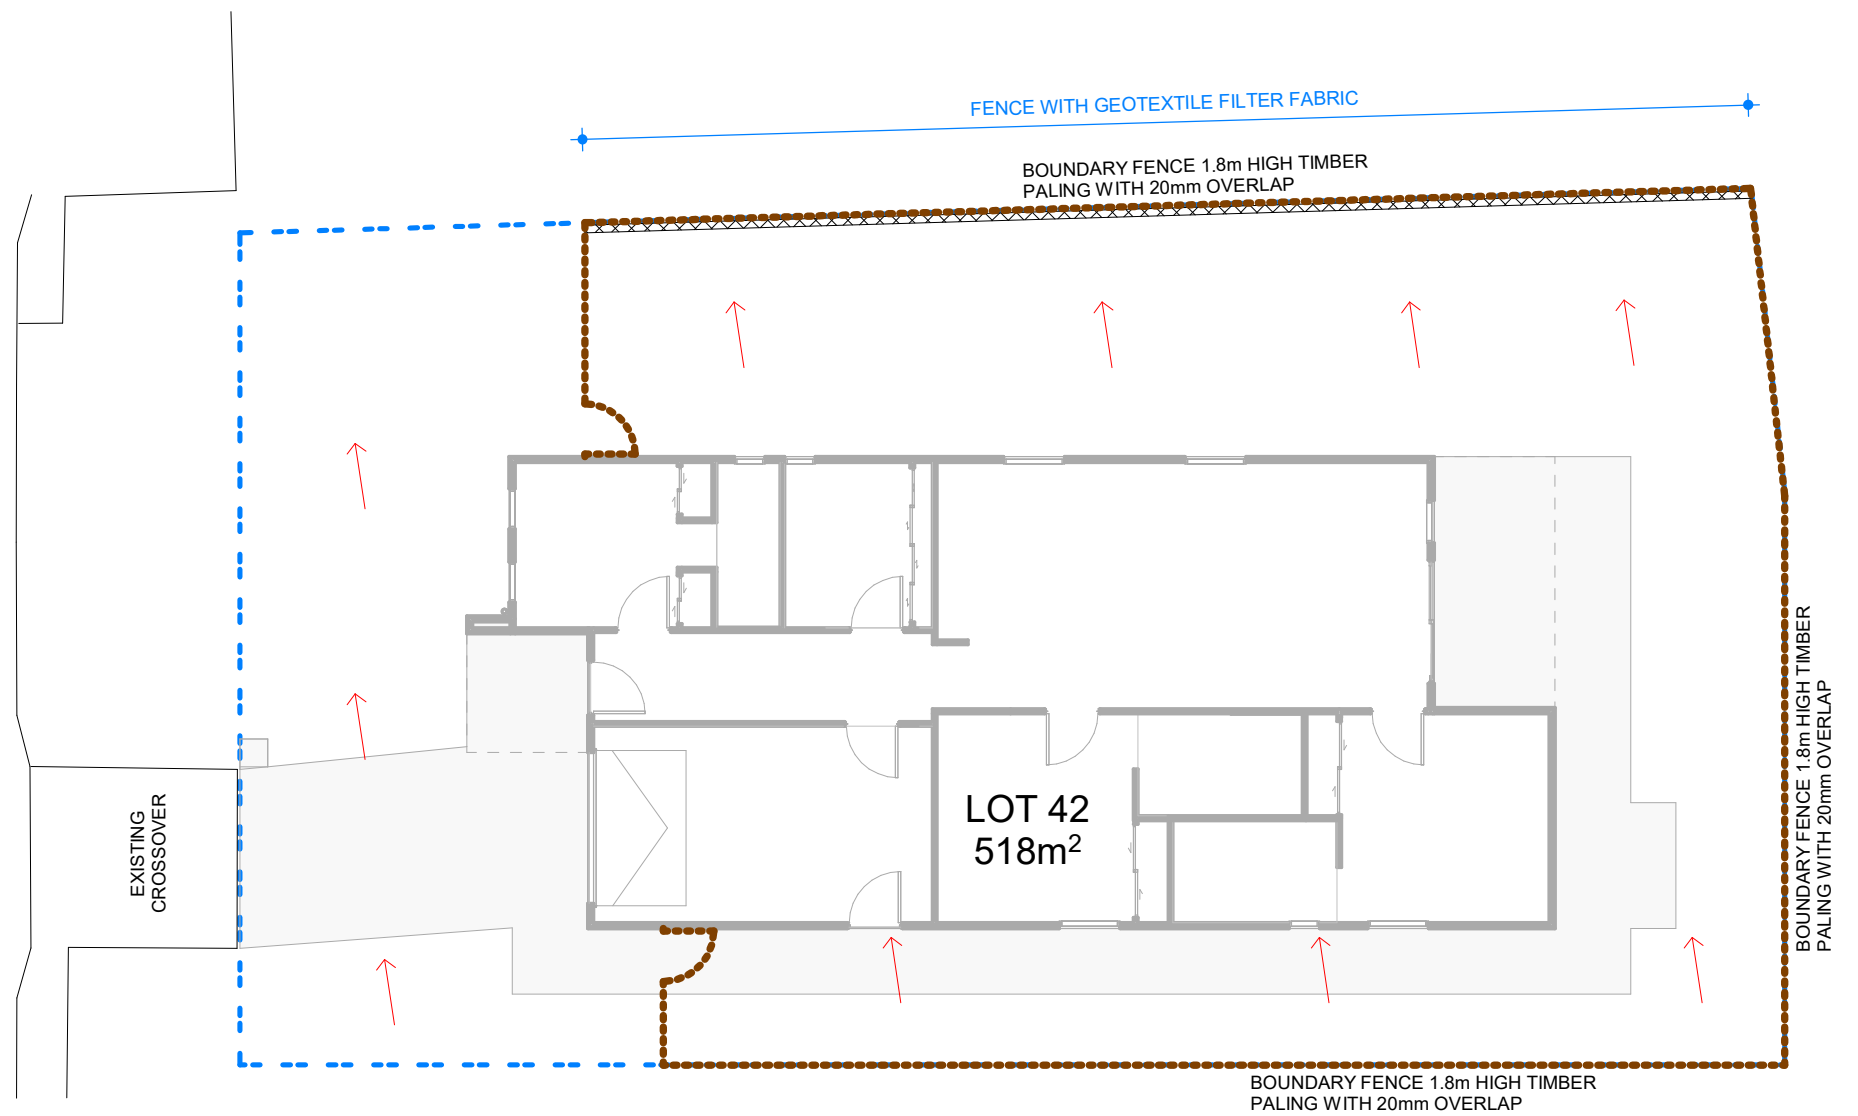 FENCE WITH GEOTEXTILE FILTER FABRIC
BOUNDARY FENCE 1.8m HIGH TIMBER
PALING WITH 20mm OVERLAP
BOUNDARY FENCE 1.8m HIGH TIMBER
PALING WITH 20mm OVERLAP
LOT 42
518m²
EXISTING
CROSSOVER
BOUNDARY FENCE 1.8m HIGH TIMBER
PALING WITH 20mm OVERLAP